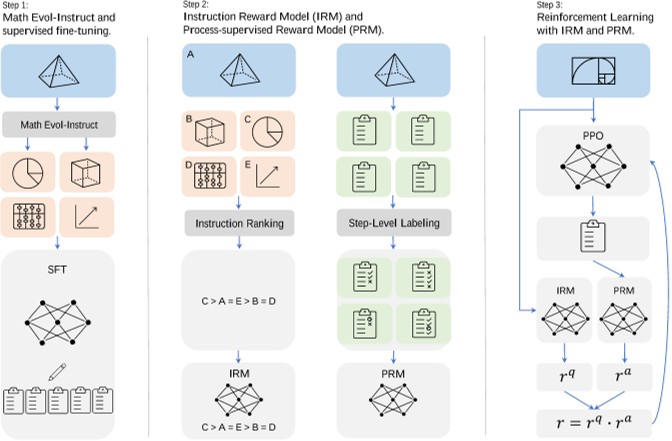 Step 1:
Math Evol-Instruct and
supervised fine-tuning.
Math Evol-Instruct
SFT
Step 2:
Instruction Reward Model (IRM) and
Process-supervised Reward Model (PRM).
A
B
C
D
E
Instruction Ranking
C > A = E > B = D
IRM
C > A = E > B = D
Step-Level Labeling
PRM
Step 3:
Reinforcement Learning
with IRM and PRM.
PPO
IRM
PRM
r^q
r^a
r = r^q · r^a